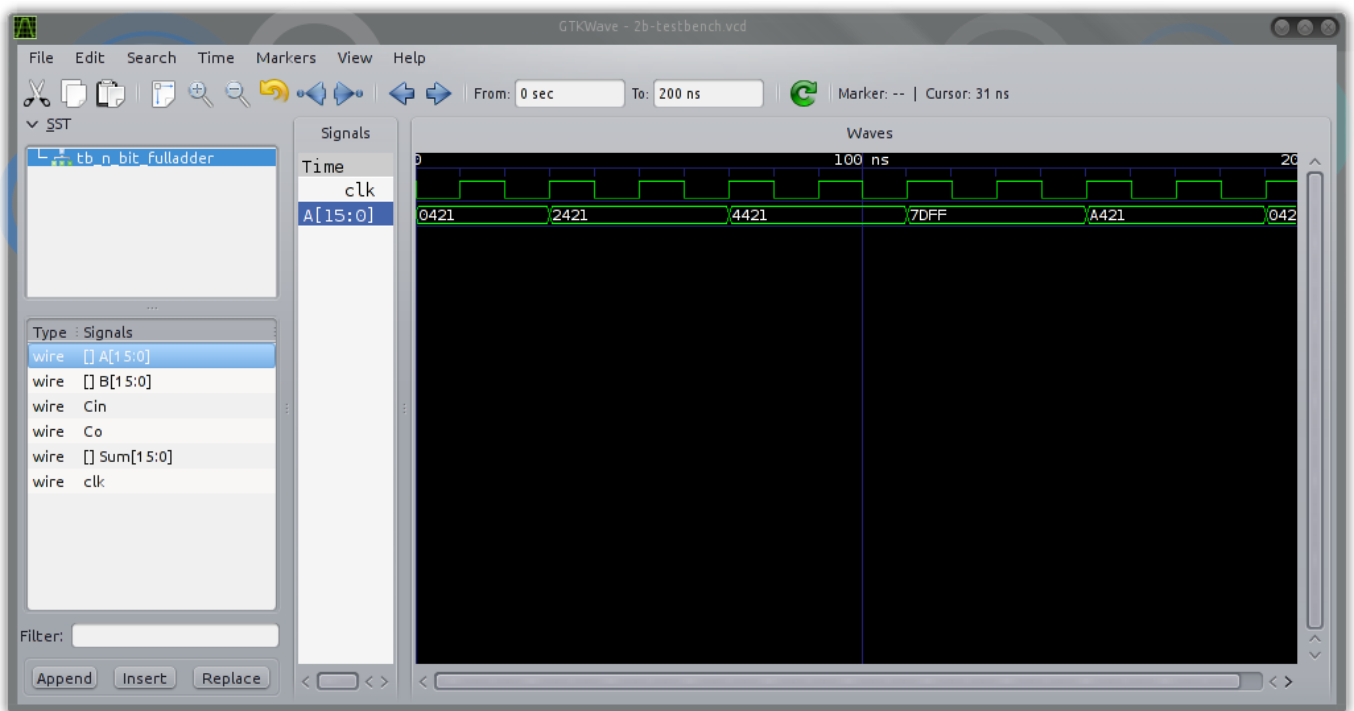 GTKWave - 2b-testbench.vcd
File Edit Search Time Markers View Help
From: 0 sec To: 200 ns Marker: -- | Cursor: 31 ns
SST
tb_n_bit_fulladder
Type Signals
wire [] A[15:0]
wire [] B[15:0]
wire Cin
wire Co
wire [] Sum[15:0]
wire clk
Filter:
Append Insert Replace
Signals
Time
clk
A[15:0]
Waves
0 100 ns 20
0421 2421 4421 7DFF A421 042